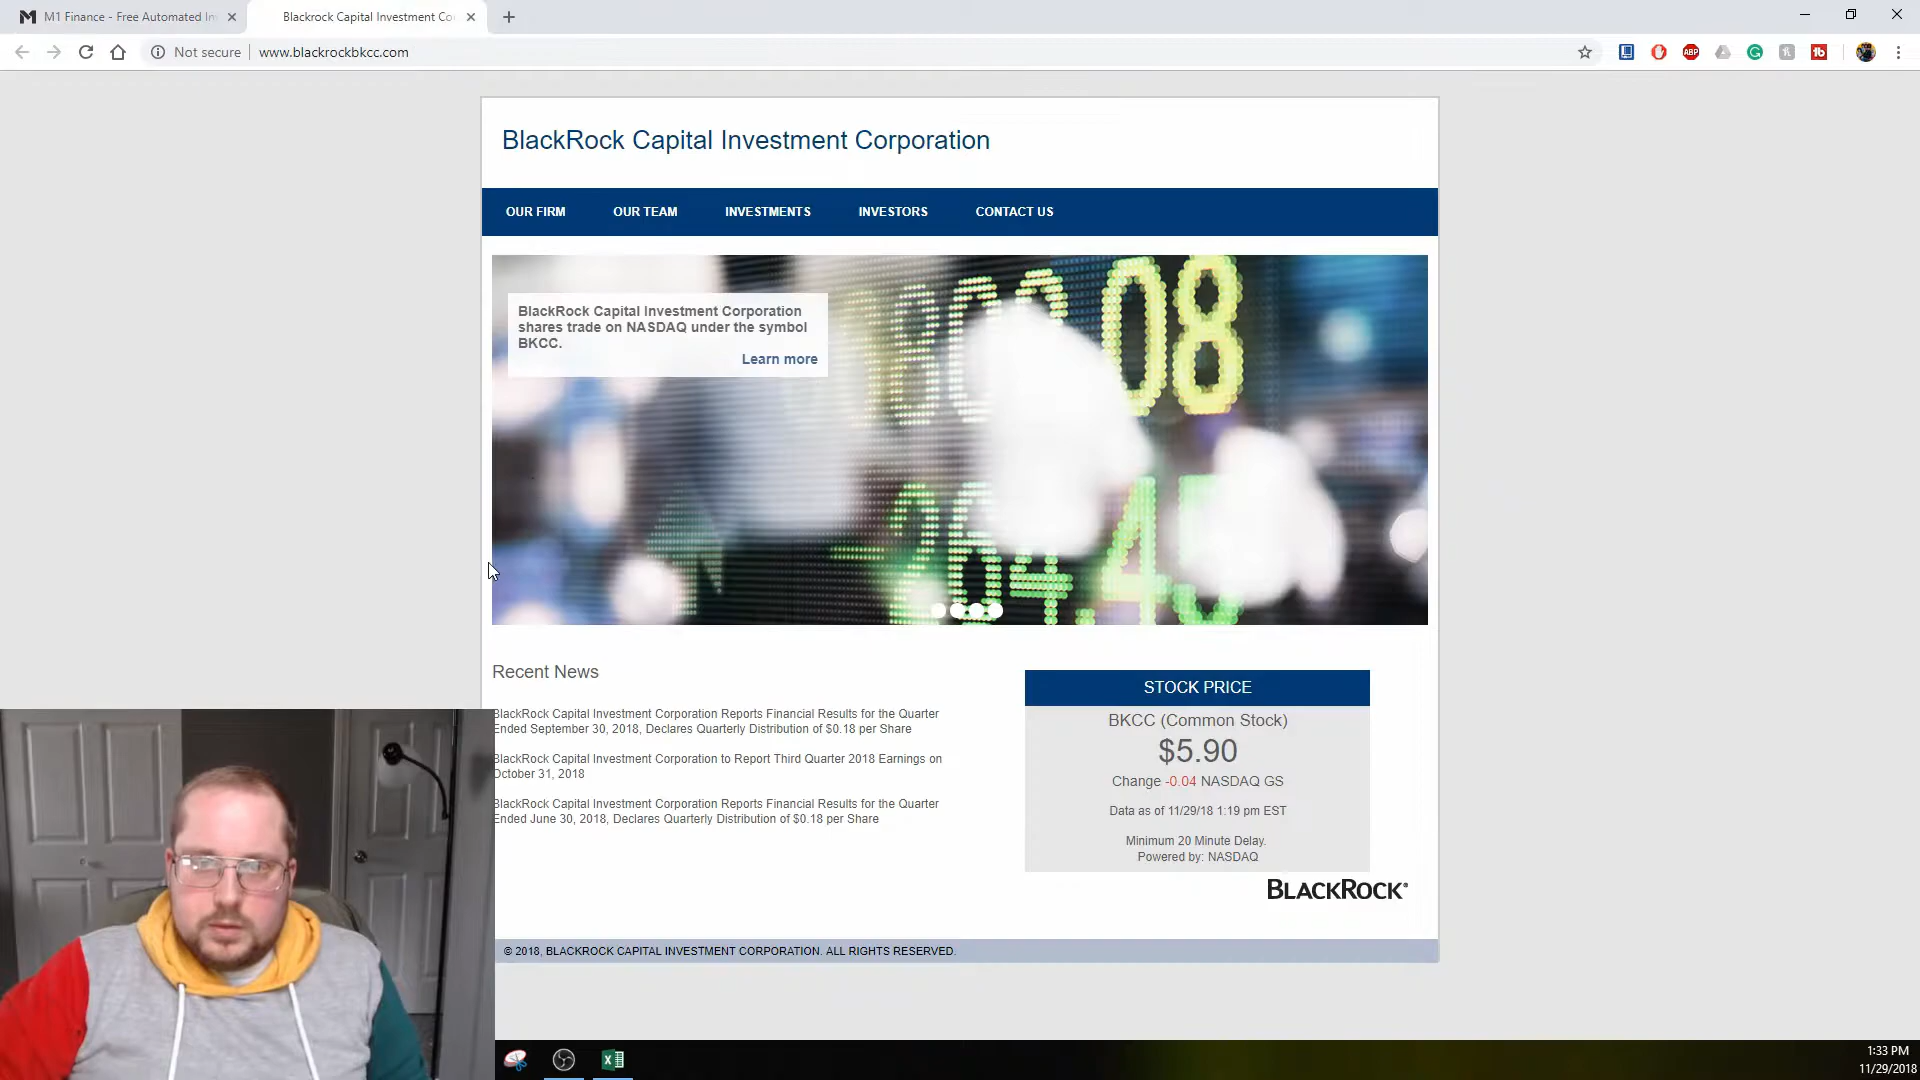 M1 Finance - Free Automated In
Blackrock Capital Investment Co
Not secure
www.blackrockbkcc.com
ABP
BlackRock Capital Investment Corporation
OUR FIRM
OUR TEAM
INVESTMENTS
INVESTORS
CONTACT US
BlackRock Capital Investment Corporation
shares trade on NASDAQ under the symbol
BKCC.
Learn more
Recent News
BlackRock Capital Investment Corporation Reports Financial Results for the Quarter
Ended September 30, 2018, Declares Quarterly Distribution of $0.18 per Share
BlackRock Capital Investment Corporation to Report Third Quarter 2018 Earnings on
October 31, 2018
BlackRock Capital Investment Corporation Reports Financial Results for the Quarter
Ended June 30, 2018, Declares Quarterly Distribution of $0.18 per Share
STOCK PRICE
BKCC (Common Stock)
$5.90
Change -0.04 NASDAQ GS
Data as of 11/29/18 1:19 pm EST
Minimum 20 Minute Delay.
Powered by: NASDAQ
BLACKROCK®
© 2018, BLACKROCK CAPITAL INVESTMENT CORPORATION. ALL RIGHTS RESERVED.
1:33 PM
11/29/2018